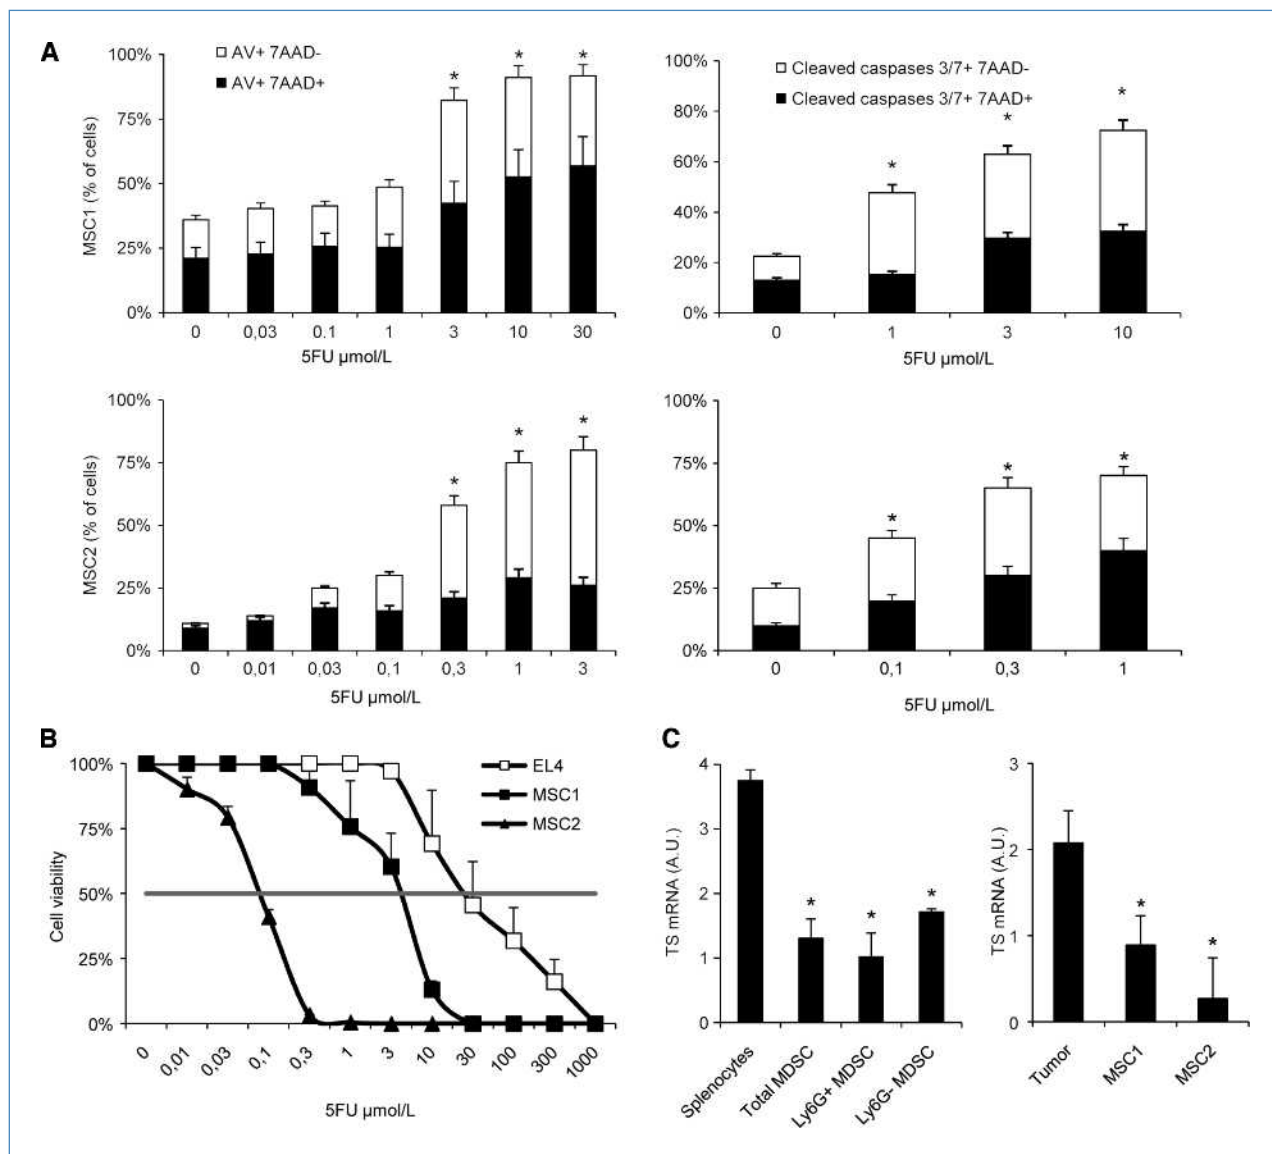 A
AV+ 7AAD-
AV+ 7AAD+
MSC1 (% of cells)
100%
75%
50%
25%
0%
0 0,03 0.1 1 3 10 30
5FU µmol/L
* * *
Cleaved caspases 3/7+ 7AAD-
Cleaved caspases 3/7+ 7AAD+
100%
80%
60%
40%
20%
0%
0 1 3 10
5FU µmol/L
* * *
MSC2 (% of cells)
100%
75%
50%
25%
0%
0 0,01 0,03 0,1 0,3 1 3
5FU µmol/L
* * *
100%
75%
50%
25%
0%
0 0,1 0,3 1
5FU µmol/L
* * *
B
EL4
MSC1
MSC2
Cell viability
100%
75%
50%
25%
0%
0 0,01 0,03 0,1 0,3 1 3 10 30 100 300 1000
5FU µmol/L
C
TS mRNA (A.U.)
4
3
2
1
0
* * *
Splenocytes
Total MDSC
Ly6G+ MDSC
Ly6G- MDSC
TS mRNA (A.U.)
3
2
1
0
* *
Tumor
MSC1
MSC2